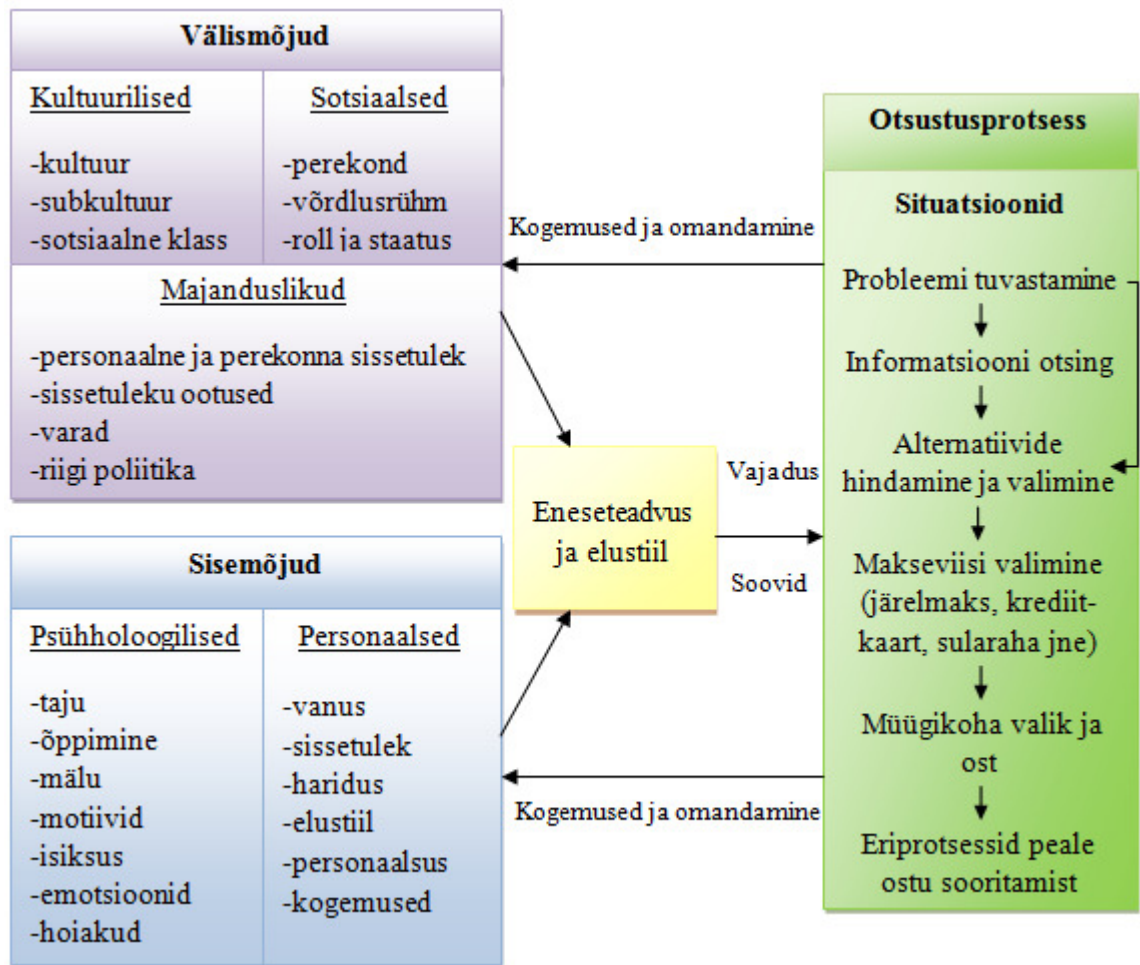 Välismõjud
Kultuurilised
-kultuur
-subkultuur
-sotsiaalne klass
Sotsiaalsed
-perekond
-võrdlusrühm
-roll ja staatus
Majanduslikud
-personaalne ja perekonna sissetulek
-sissetuleku ootused
-varad
-riigi poliitika
Sisemõjud
Psühholoogilised
-taju
-õppimine
-mälu
-motiivid
-isiksus
-emotsioonid
-hoiakud
Personaalsed
-vanus
-sissetulek
-haridus
-elustiil
-personaalsus
-kogemused
Kogemused ja omandamine
Eneseteadvus
ja elustiil
Vajadus
Soovid
Kogemused ja omandamine
Otsustusprotsess
Situatsioonid
Probleemi tuvastamine
Informatsiooni otsing
Alternatiivide
hindamine ja valimine
Makseviisi valimine
(järelmaks, krediit-
kaart, sularaha jne)
Müügikoha valik ja
ost
Eriprotsessid peale
ostu sooritamist